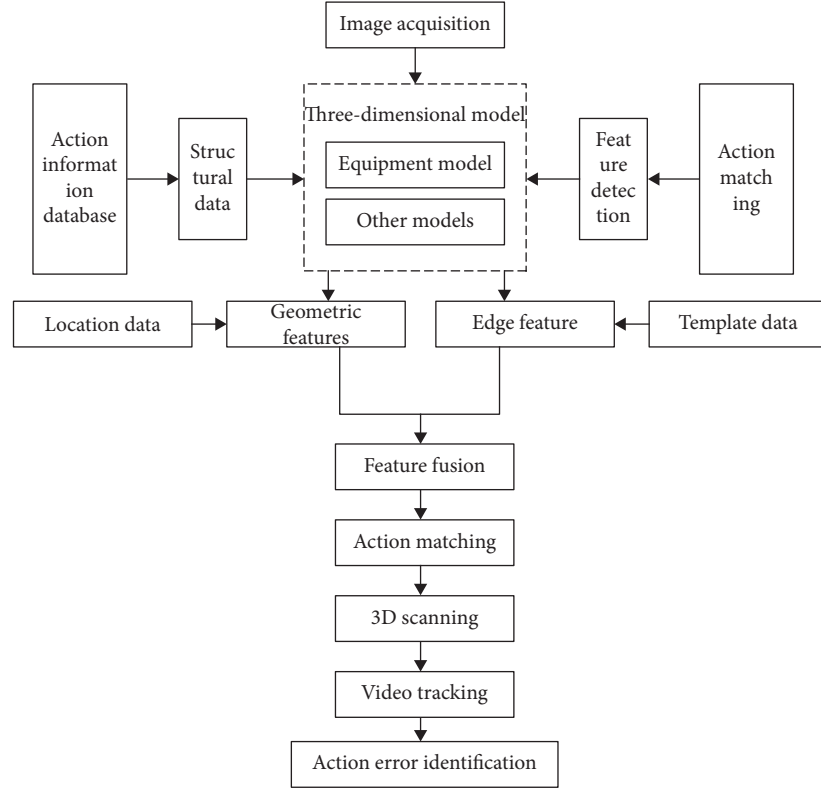 Image acquisition
Three-dimensional model
Action
informat
ion
database
Struc
tural
data
Equipment model
Other models
Feat
ure
detec
tion
Action
match
ing
Location data
Geometric
features
Edge feature
Template data
Feature fusion
Action matching
3D scanning
Video tracking
Action error identification